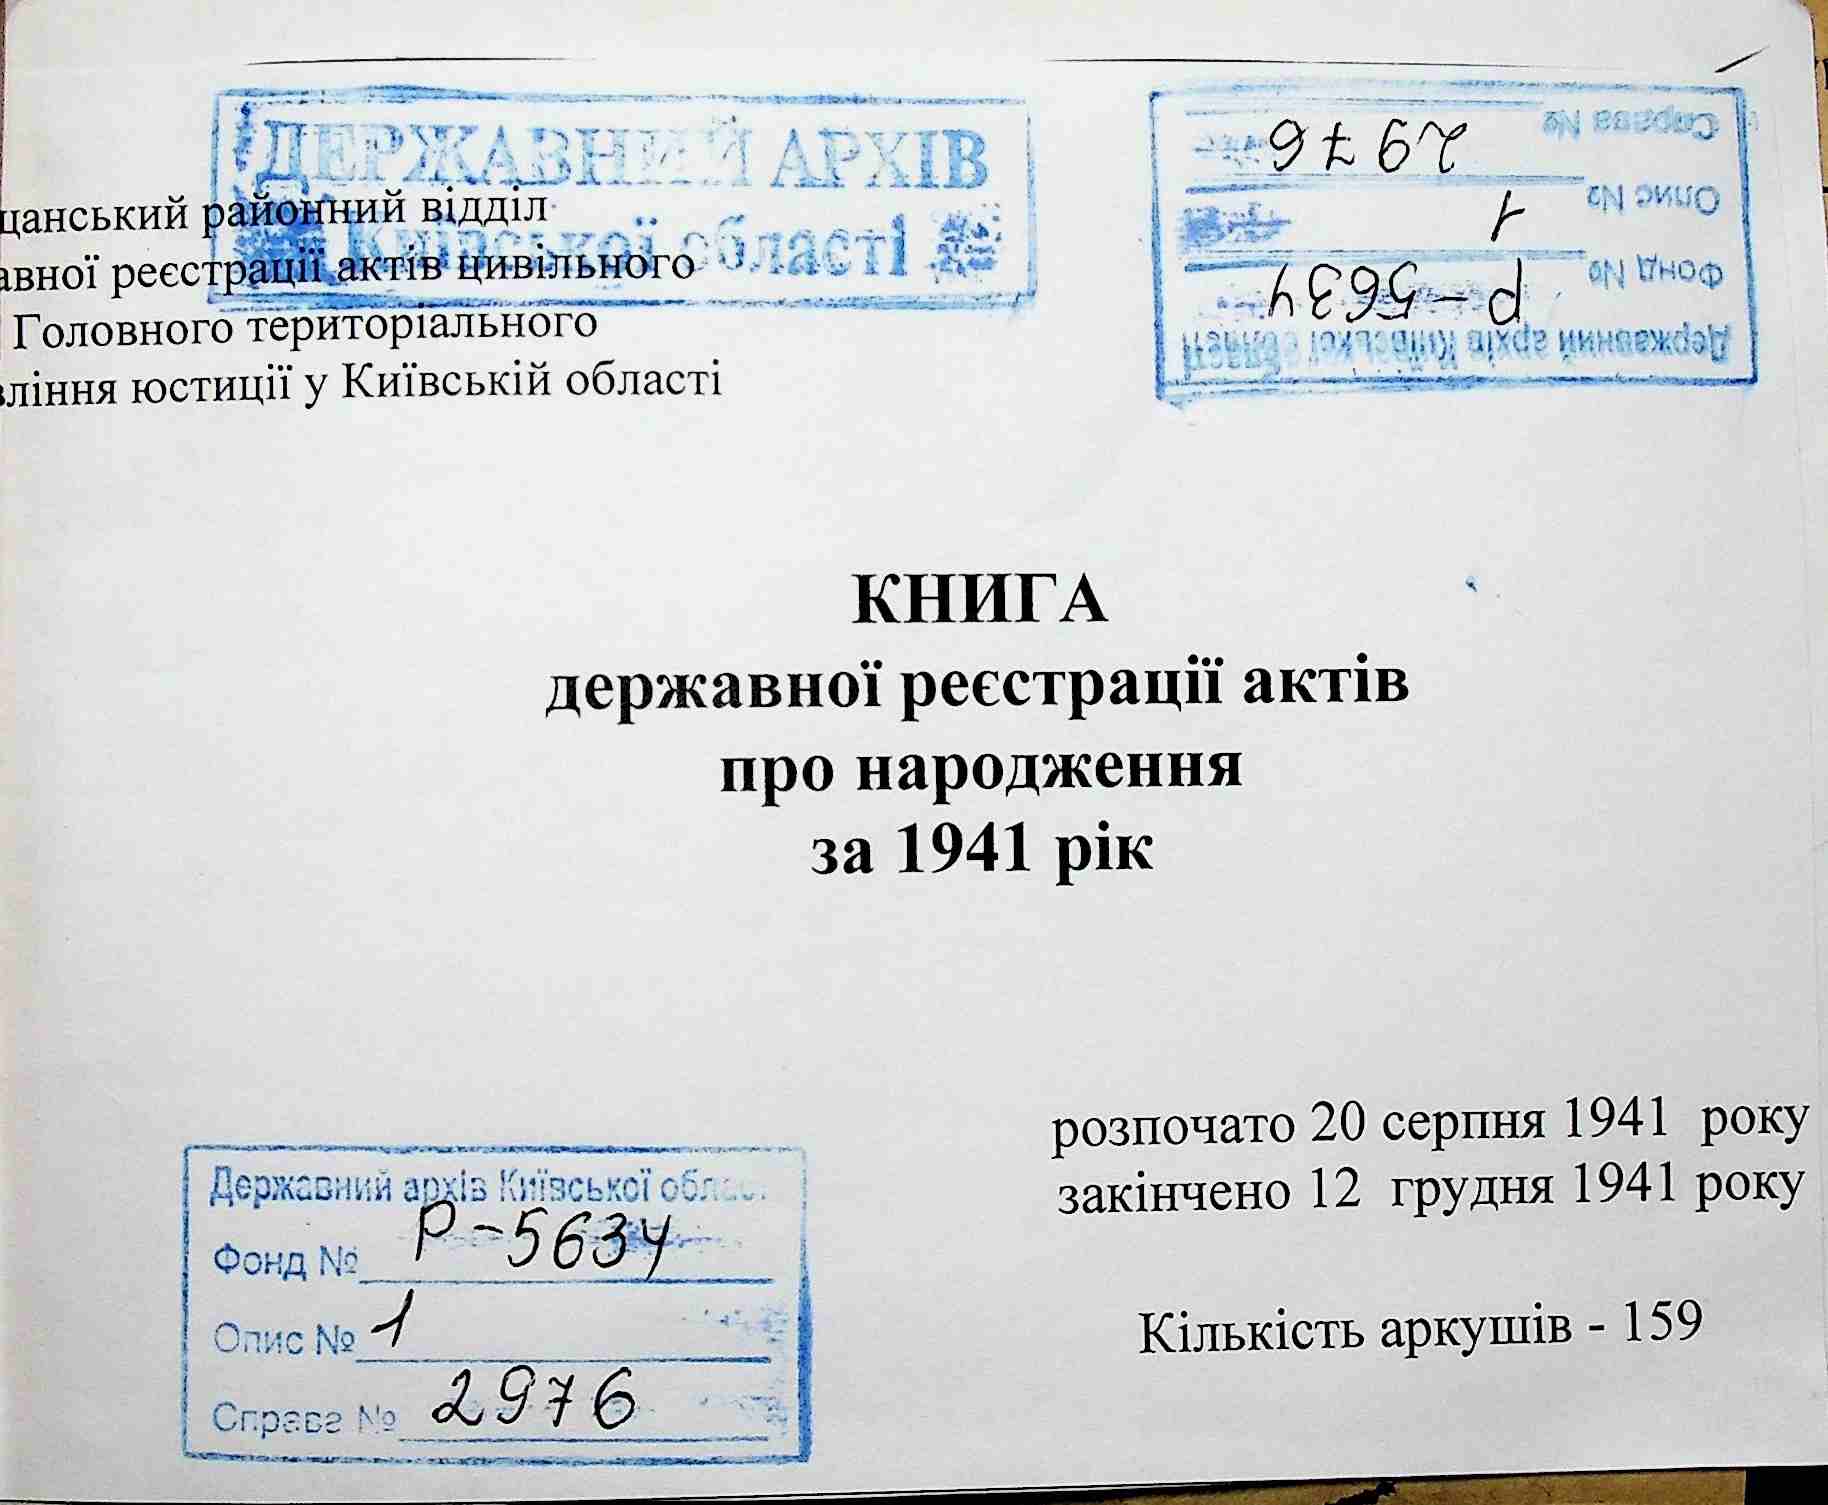 ДЕРЖАВНИЙ АРХІВ
Київської області
щанський районний відділ
авної реєстрації актів цивільного
Головного територіального
вління юстиції у Київській області
Державний архів Київської області
Фонд № Р-5634
Опис № 1
Справа № 2976
КНИГА
державної реєстрації актів
про народження
за 1941 рік
розпочато 20 серпня 1941 року
закінчено 12 грудня 1941 року
Кількість аркушів - 159
Державний архів Київської област
Фонд № Р-5634
Опис № 1
Справа № 2976